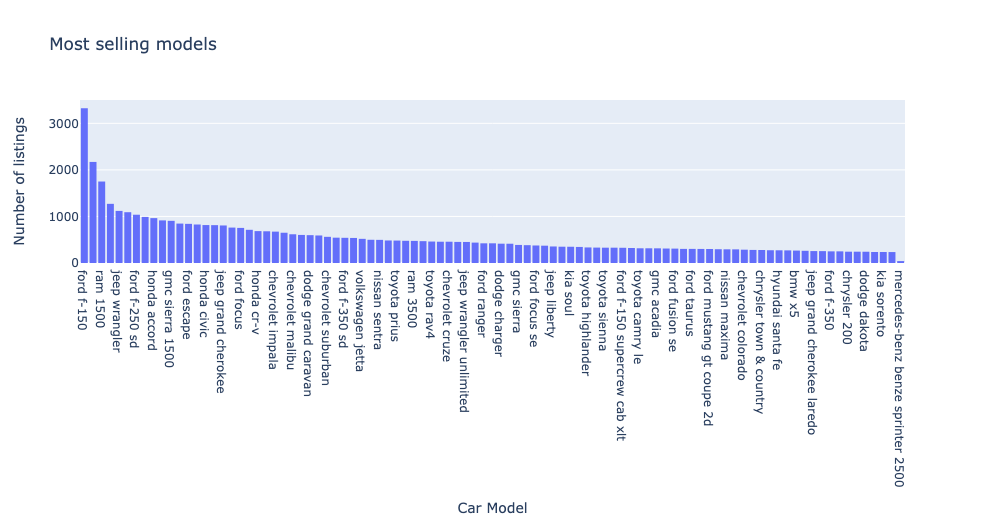 Most selling models
Number of listings
3000
2000
1000
0
ford f-150
ram 1500
jeep wrangler
ford f-250 sd
honda accord
gmc sierra 1500
ford escape
honda civic
jeep grand cherokee
ford focus
honda cr-v
chevrolet impala
chevrolet malibu
dodge grand caravan
chevrolet suburban
ford f-350 sd
volkswagen jetta
nissan sentra
toyota prius
ram 3500
toyota rav4
chevrolet cruze
jeep wrangler unlimited
ford ranger
dodge charger
gmc sierra
ford focus se
jeep liberty
kia soul
toyota highlander
toyota sienna
ford f-150 supercrew cab xlt
toyota camry le
gmc acadia
ford fusion se
ford taurus
ford mustang gt coupe 2d
nissan maxima
chevrolet colorado
chrysler town & country
hyundai santa fe
bmw x5
jeep grand cherokee laredo
ford f-350
chrysler 200
dodge dakota
kia sorento
mercedes-benz benze sprinter 2500
Car Model